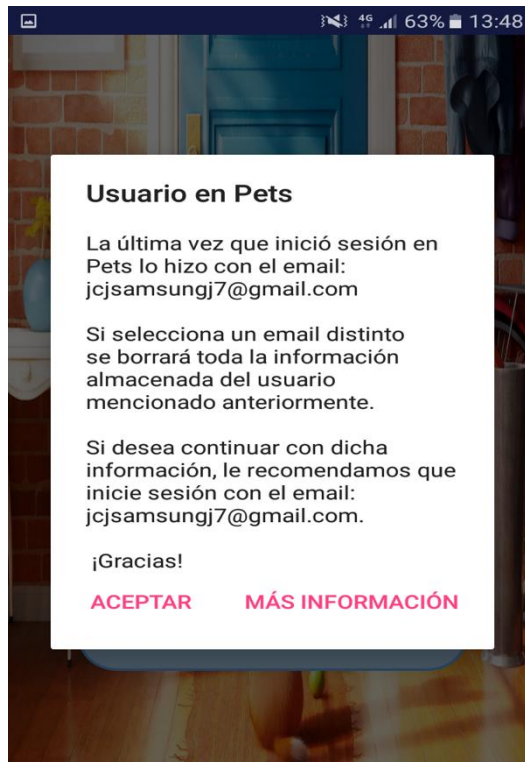 4G 63% 13:48
Usuario en Pets
La última vez que inició sesión en
Pets lo hizo con el email:
jcjsamsungj7@gmail.com
Si selecciona un email distinto
se borrará toda la información
almacenada del usuario
mencionado anteriormente.
Si desea continuar con dicha
información, le recomendamos que
inicie sesión con el email:
jcjsamsungj7@gmail.com.
¡Gracias!
ACEPTAR MÁS INFORMACIÓN